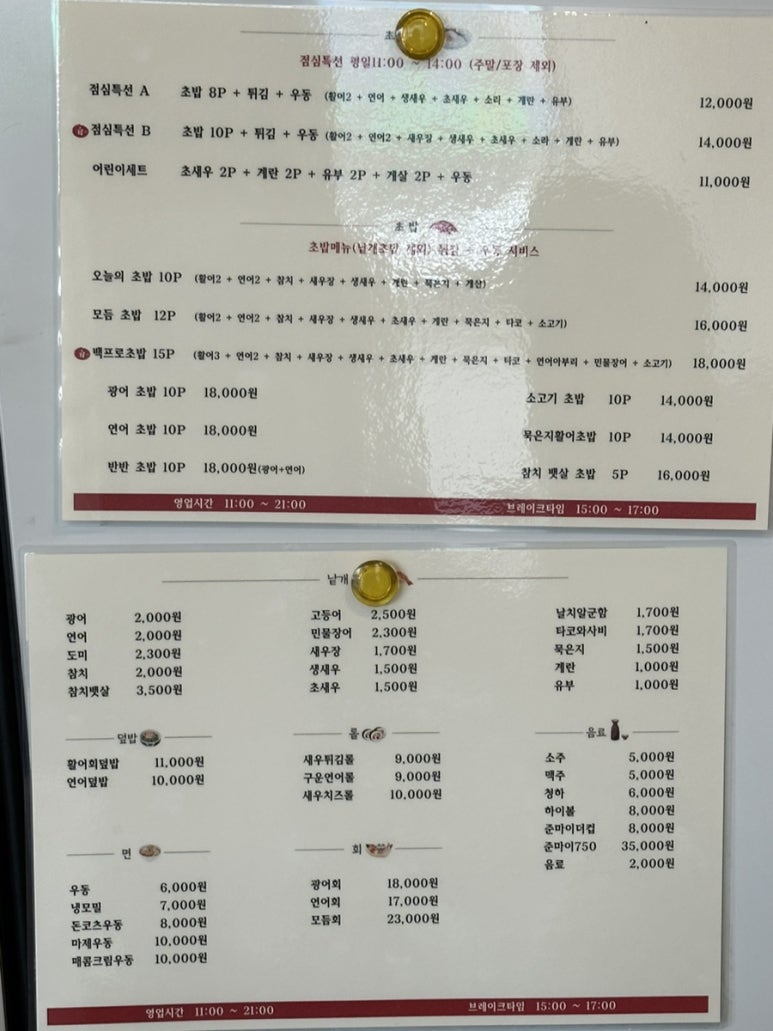 초
점심특선 평일11:00 ~ 14:00 (주말/포장 제외)
점심특선 A 초밥 8P + 튀김 + 우동 (활어2 + 연어 + 생새우 + 초새우 + 소라 + 계란 + 유부) 12,000원
점심특선 B 초밥 10P + 튀김 + 우동 (활어2 + 연어2 + 새우장 + 생새우 + 초새우 + 소라 + 계란 + 유부) 14,000원
어린이세트 초새우 2P + 계란 2P + 유부 2P + 게살 2P + 우동 11,000원
초밥
초밥메뉴(낱개초밥 제외) 튀김 + 우동 서비스
오늘의 초밥 10P (활어2 + 연어2 + 참치 + 새우장 + 생새우 + 계란 + 묵은지 + 게살) 14,000원
모듬 초밥 12P (활어2 + 연어2 + 참치 + 새우장 + 생새우 + 초새우 + 계란 + 묵은지 + 타코 + 소고기) 16,000원
백프로초밥 15P (활어3 + 연어2 + 참치 + 새우장 + 생새우 + 초새우 + 계란 + 묵은지 + 타코 + 연어아부리 + 민물장어 + 소고기) 18,000원
광어 초밥 10P 18,000원 소고기 초밥 10P 14,000원
연어 초밥 10P 18,000원 묵은지활어초밥 10P 14,000원
반반 초밥 10P 18,000원(광어+연어) 참치 뱃살 초밥 5P 16,000원
영업시간 11:00 ~ 21:00 브레이크타임 15:00 ~ 17:00
낱개
광어 2,000원 고등어 2,500원 날치알군함 1,700원
연어 2,000원 민물장어 2,300원 타코와사비 1,700원
도미 2,300원 새우장 1,700원 묵은지 1,500원
참치 2,000원 생새우 1,500원 계란 1,000원
참치뱃살 3,500원 초새우 1,500원 유부 1,000원
덮밥
활어회덮밥 11,000원
연어덮밥 10,000원
롤
새우튀김롤 9,000원
구운연어롤 9,000원
새우치즈롤 10,000원
음료
소주 5,000원
맥주 5,000원
청하 6,000원
하이볼 8,000원
준마이더컵 8,000원
준마이750 35,000원
음료 2,000원
면
우동 6,000원
냉모밀 7,000원
돈코츠우동 8,000원
마제우동 10,000원
매콤크림우동 10,000원
회
광어회 18,000원
연어회 17,000원
모듬회 23,000원
영업시간 11:00 ~ 21:00 브레이크타임 15:00 ~ 17:00